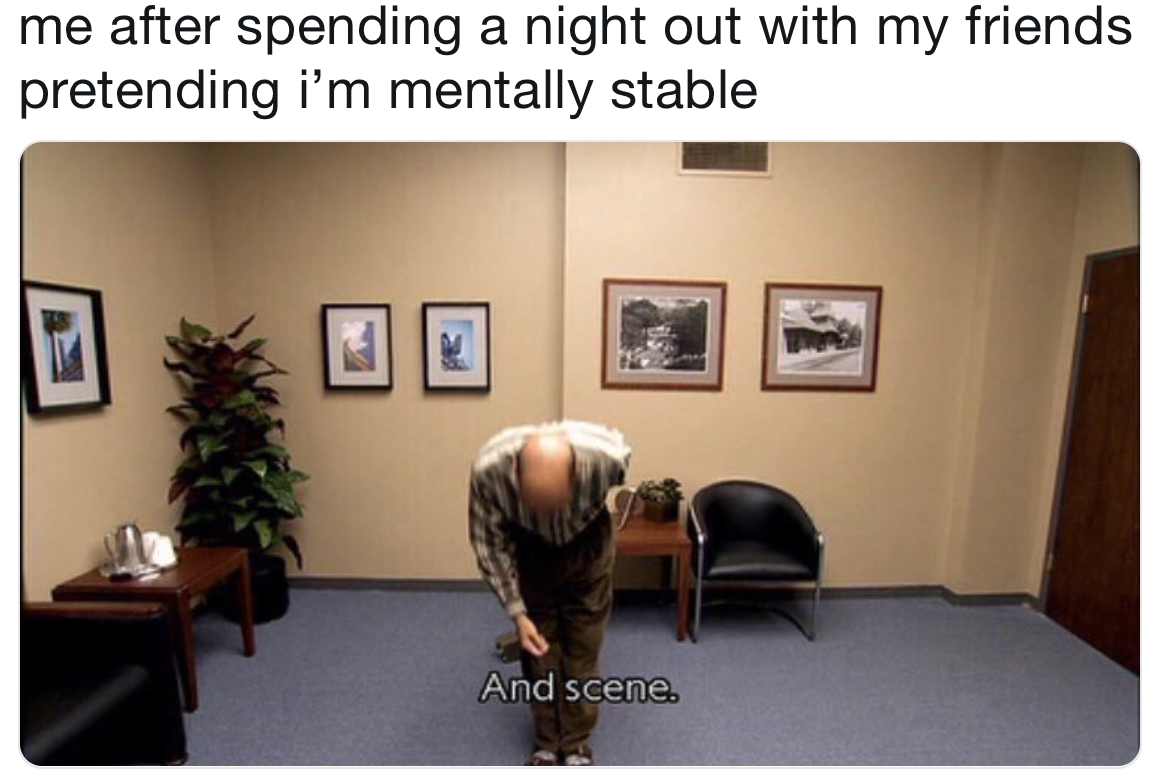 me after spending a night out with my friends
pretending i’m mentally stable
And scene.